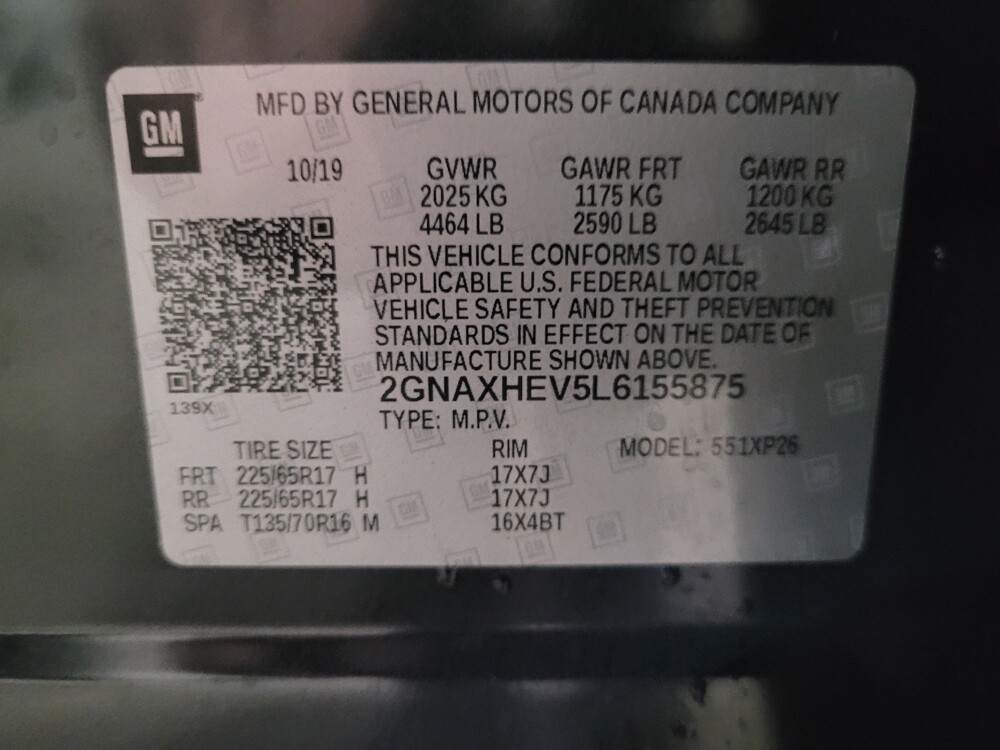 GM
MFD BY GENERAL MOTORS OF CANADA COMPANY
10/19 GVWR GAWR FRT GAWR RR
2025 KG 1175 KG 1200 KG
4464 LB 2590 LB 2645 LB
THIS VEHICLE CONFORMS TO ALL
APPLICABLE U.S. FEDERAL MOTOR
VEHICLE SAFETY AND THEFT PREVENTION
STANDARDS IN EFFECT ON THE DATE OF
MANUFACTURE SHOWN ABOVE.
2GNAXHEV5L6155875
139X
TYPE: M.P.V.
TIRE SIZE RIM MODEL: 551XP26
FRT 225/65R17 H 17X7J
RR 225/65R17 H 17X7J
SPA T135/70R16 M 16X4BT